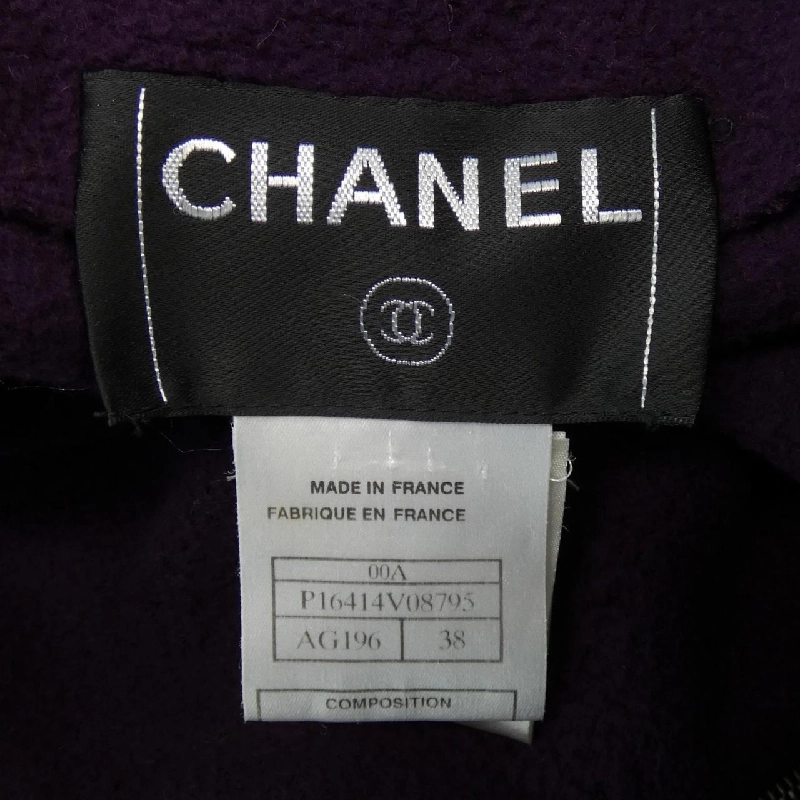 CHANEL
MADE IN FRANCE
FABRIQUE EN FRANCE
00A
P16414V08795
AG196 38
COMPOSITION